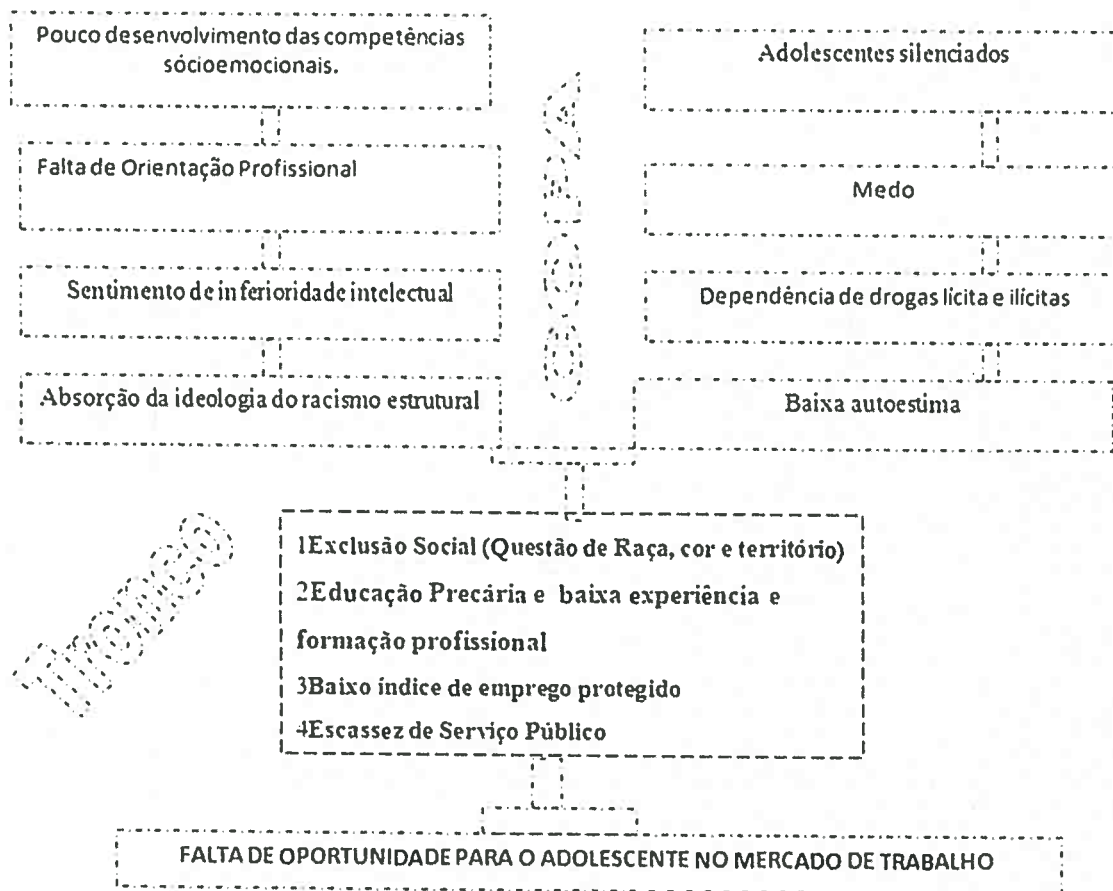 Pouco desenvolvimento das competências
sócioemocionais.
Falta de Orientação Profissional
Sentimento de inferioridade intelectual
Absorção da ideologia do racismo estrutural
COPA
Adolescentes silenciados
Medo
Dependência de drogas lícita e ilícitas
Baixa autoestima
Tronco
1Exclusão Social (Questão de Raça, cor e território)
2Educação Precária e baixa experiência e
formação profissional
3Baixo índice de emprego protegido
4Escassez de Serviço Público
FALTA DE OPORTUNIDADE PARA O ADOLESCENTE NO MERCADO DE TRABALHO